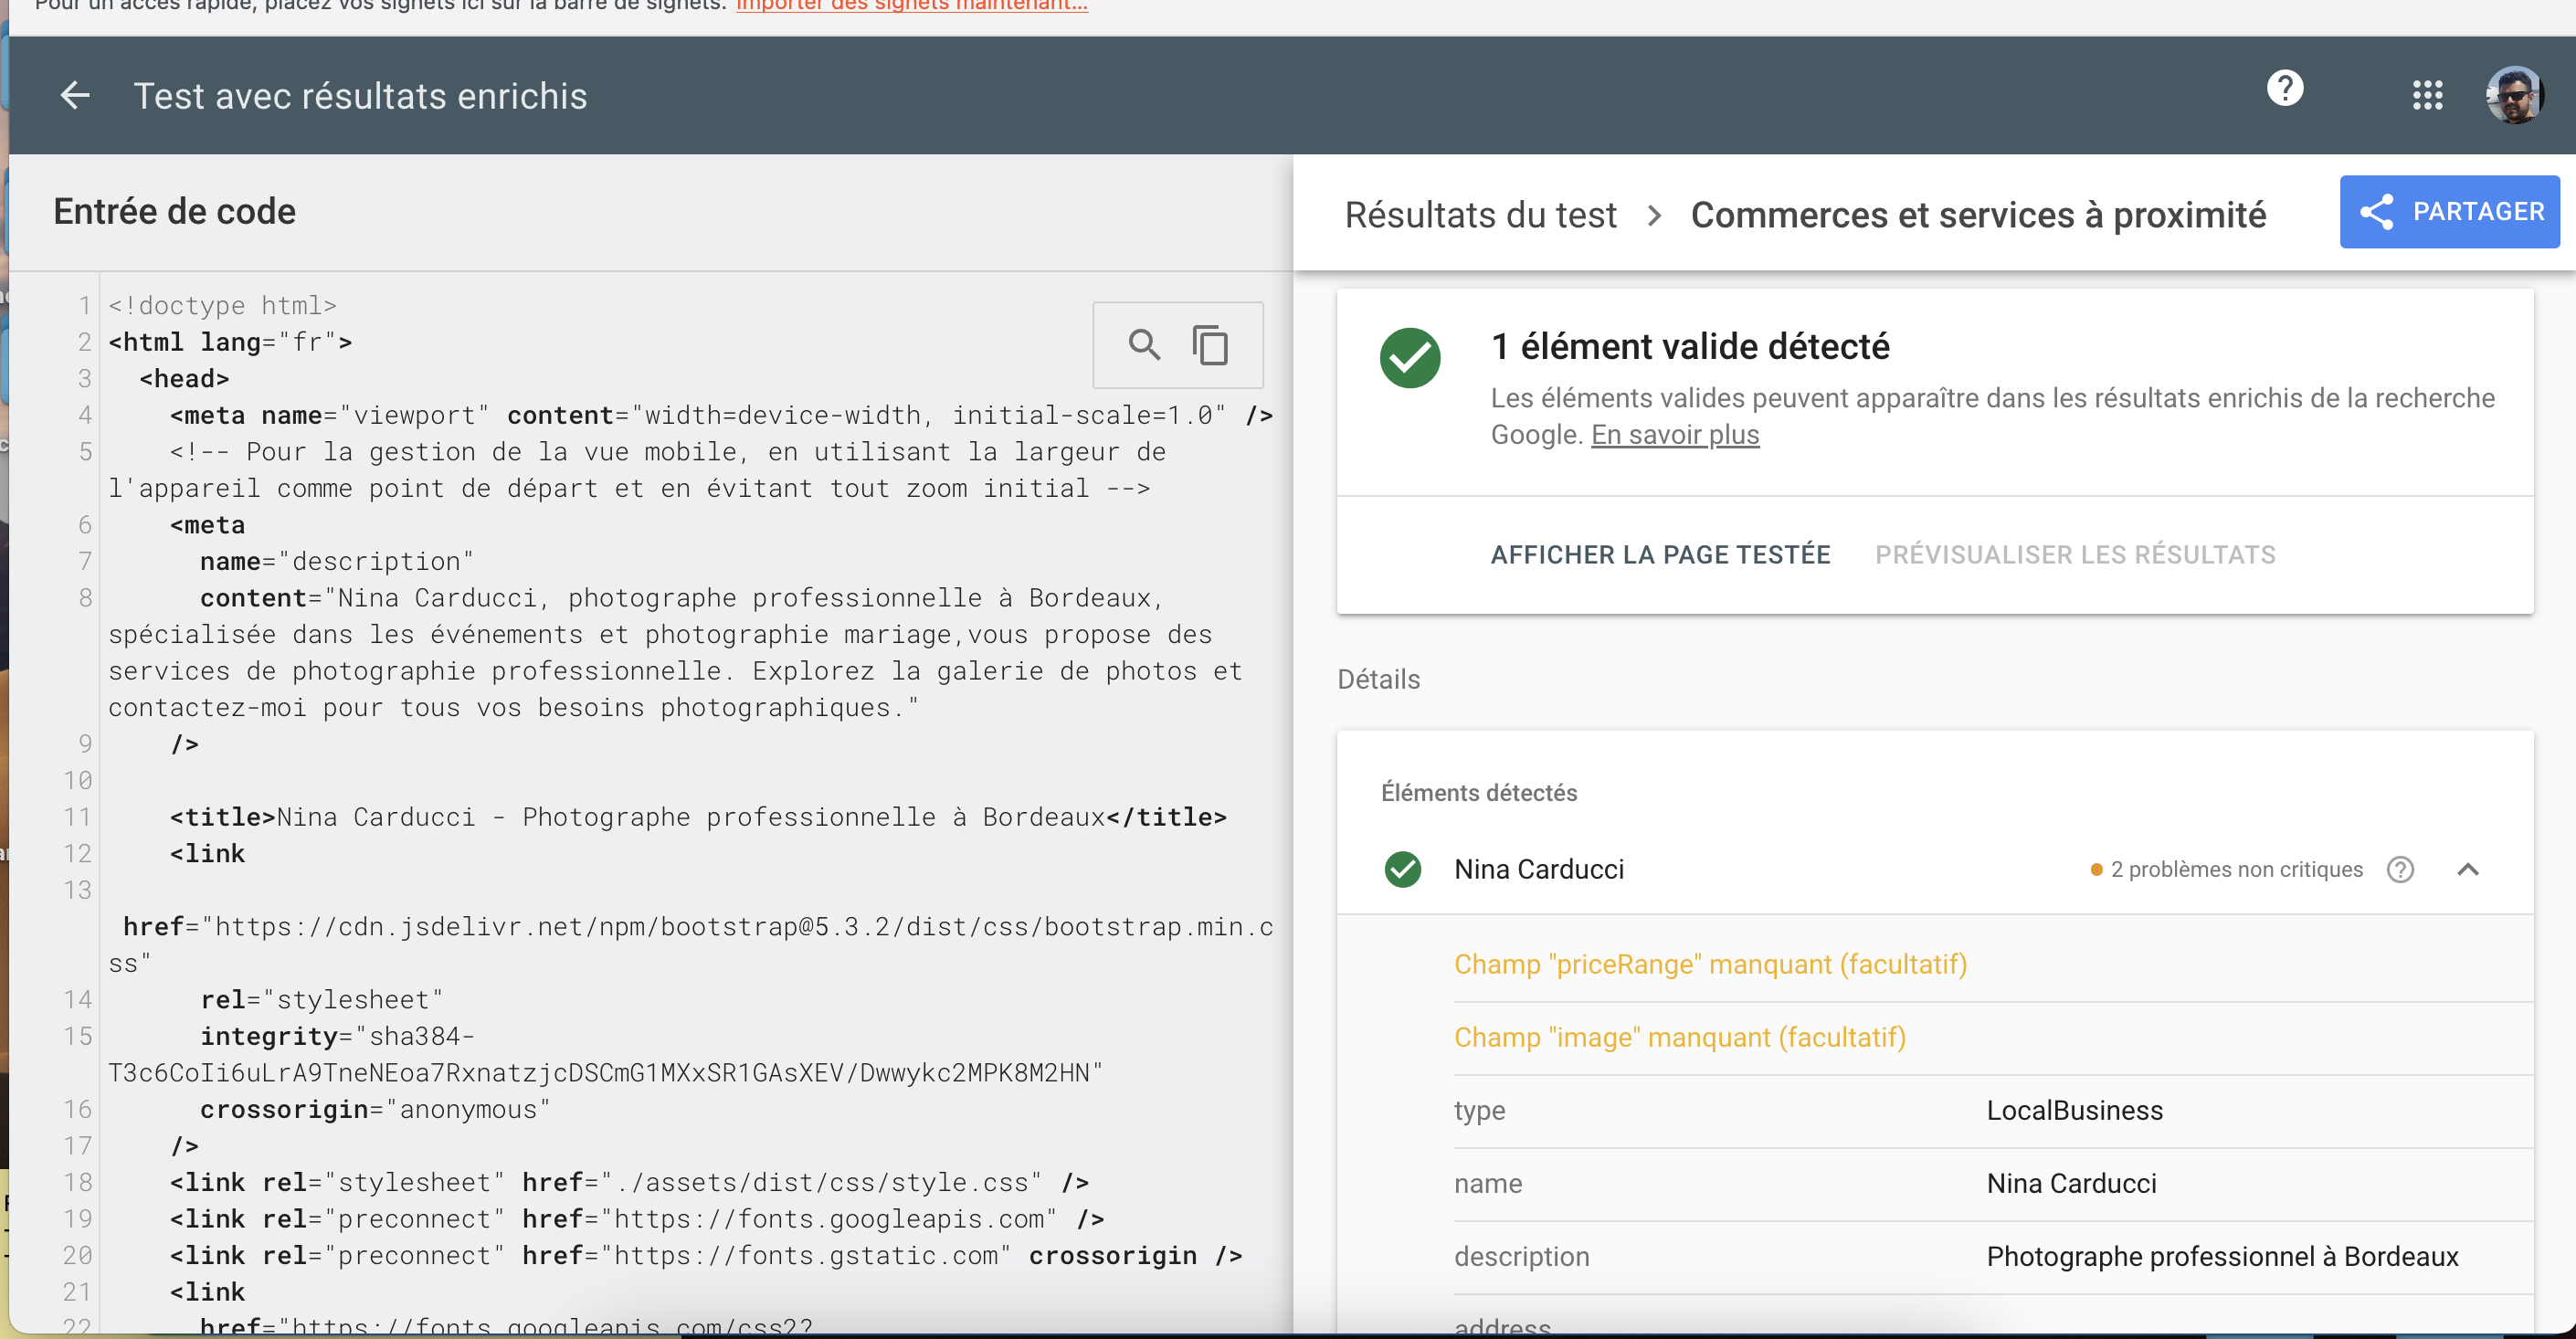 Pour un accès rapide, placez vos signets ici sur la barre de signets. Importer des signets maintenant...
Test avec résultats enrichis
Entrée de code
1 <!doctype html>
2 <html lang="fr">
3 <head>
4 <meta name="viewport" content="width=device-width, initial-scale=1.0" />
5 <!-- Pour la gestion de la vue mobile, en utilisant la largeur de
l'appareil comme point de départ et en évitant tout zoom initial -->
6 <meta
7 name="description"
8 content="Nina Carducci, photographe professionnelle à Bordeaux,
spécialisée dans les événements et photographie mariage,vous propose des
services de photographie professionnelle. Explorez la galerie de photos et
contactez-moi pour tous vos besoins photographiques."
9 />
10
11 <title>Nina Carducci - Photographe professionnelle à Bordeaux</title>
12 <link
13
href="https://cdn.jsdelivr.net/npm/bootstrap@5.3.2/dist/css/bootstrap.min.c
ss"
14 rel="stylesheet"
15 integrity="sha384-
T3c6CoIi6uLrA9TneNEoa7RxnatzjcDSCmG1MXxSR1GAsXEV/Dwwykc2MPK8M2HN"
16 crossorigin="anonymous"
17 />
18 <link rel="stylesheet" href="./assets/dist/css/style.css" />
19 <link rel="preconnect" href="https://fonts.googleapis.com" />
20 <link rel="preconnect" href="https://fonts.gstatic.com" crossorigin />
21 <link
22 href="https://fonts.googleapis.com/css2?
Résultats du test > Commerces et services à proximité
PARTAGER
1 élément valide détecté
Les éléments valides peuvent apparaître dans les résultats enrichis de la recherche
Google. En savoir plus
AFFICHER LA PAGE TESTÉE PRÉVISUALISER LES RÉSULTATS
Détails
Éléments détectés
Nina Carducci 2 problèmes non critiques
Champ "priceRange" manquant (facultatif)
Champ "image" manquant (facultatif)
type LocalBusiness
name Nina Carducci
description Photographe professionnel à Bordeaux
address